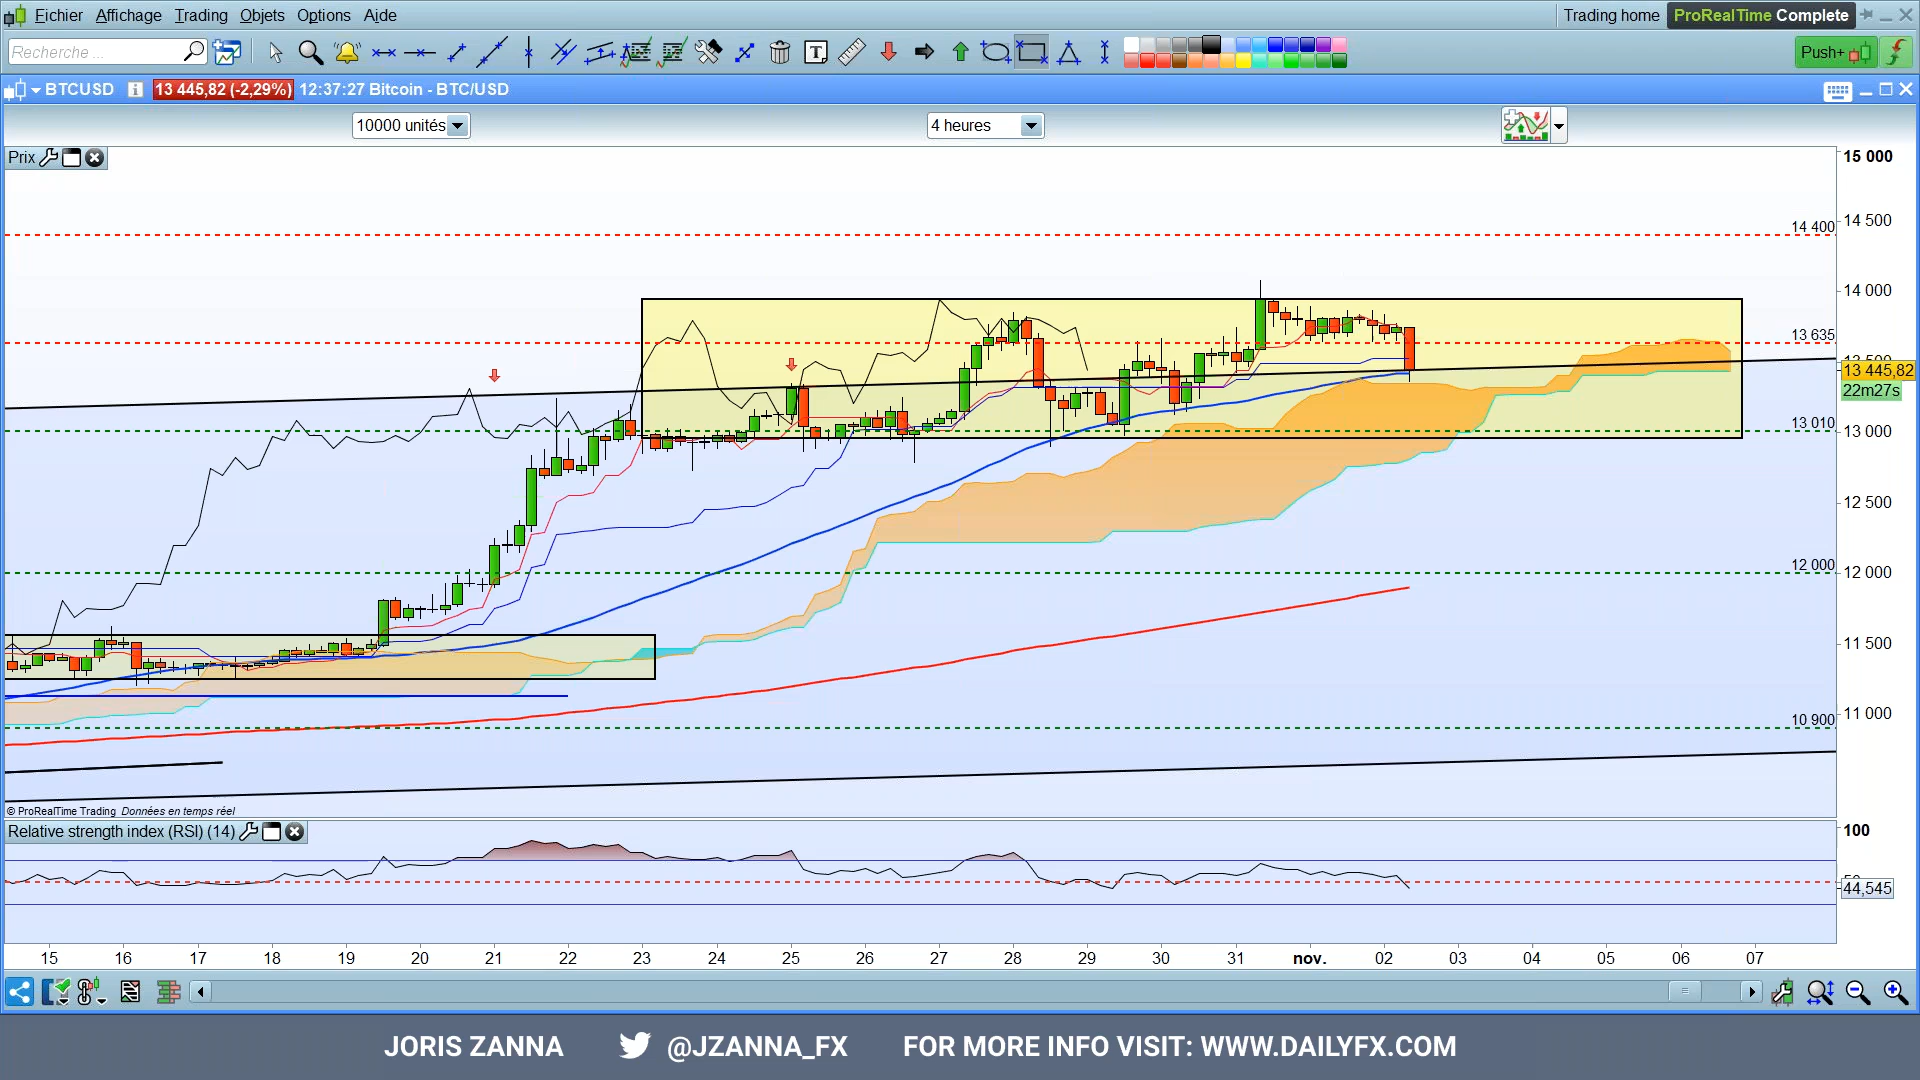 Fichier Affichage Trading Objets Options Aide
Trading home ProRealTime Complete
Recherche ...
T
Push+
BTCUSD i 13 445,82 (-2,29%) 12:37:27 Bitcoin - BTC/USD
10000 unités
4 heures
Prix
15 000
14 500
14 400
14 000
13 635
13 445,82
22m27s
13 010
13 000
12 500
12 000
12 000
11 500
11 000
10 900
© ProRealTime Trading Données en temps réel
Relative strength index (RSI) (14)
100
44,545
15 16 17 18 19 20 21 22 23 24 25 26 27 28 29 30 31 nov. 02 03 04 05 06 07
JORIS ZANNA @JZANNA_FX FOR MORE INFO VISIT: WWW.DAILYFX.COM